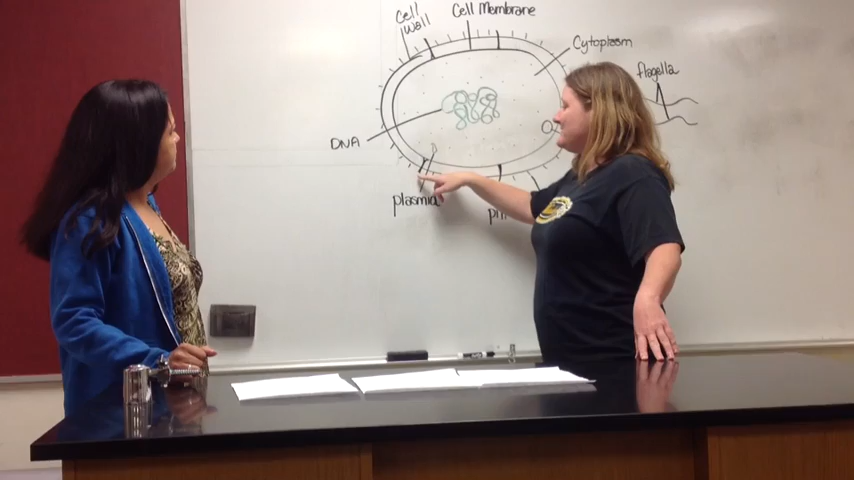 Cell
Wall
Cell Membrane
Cytoplasm
flagella
DNA
plasmid